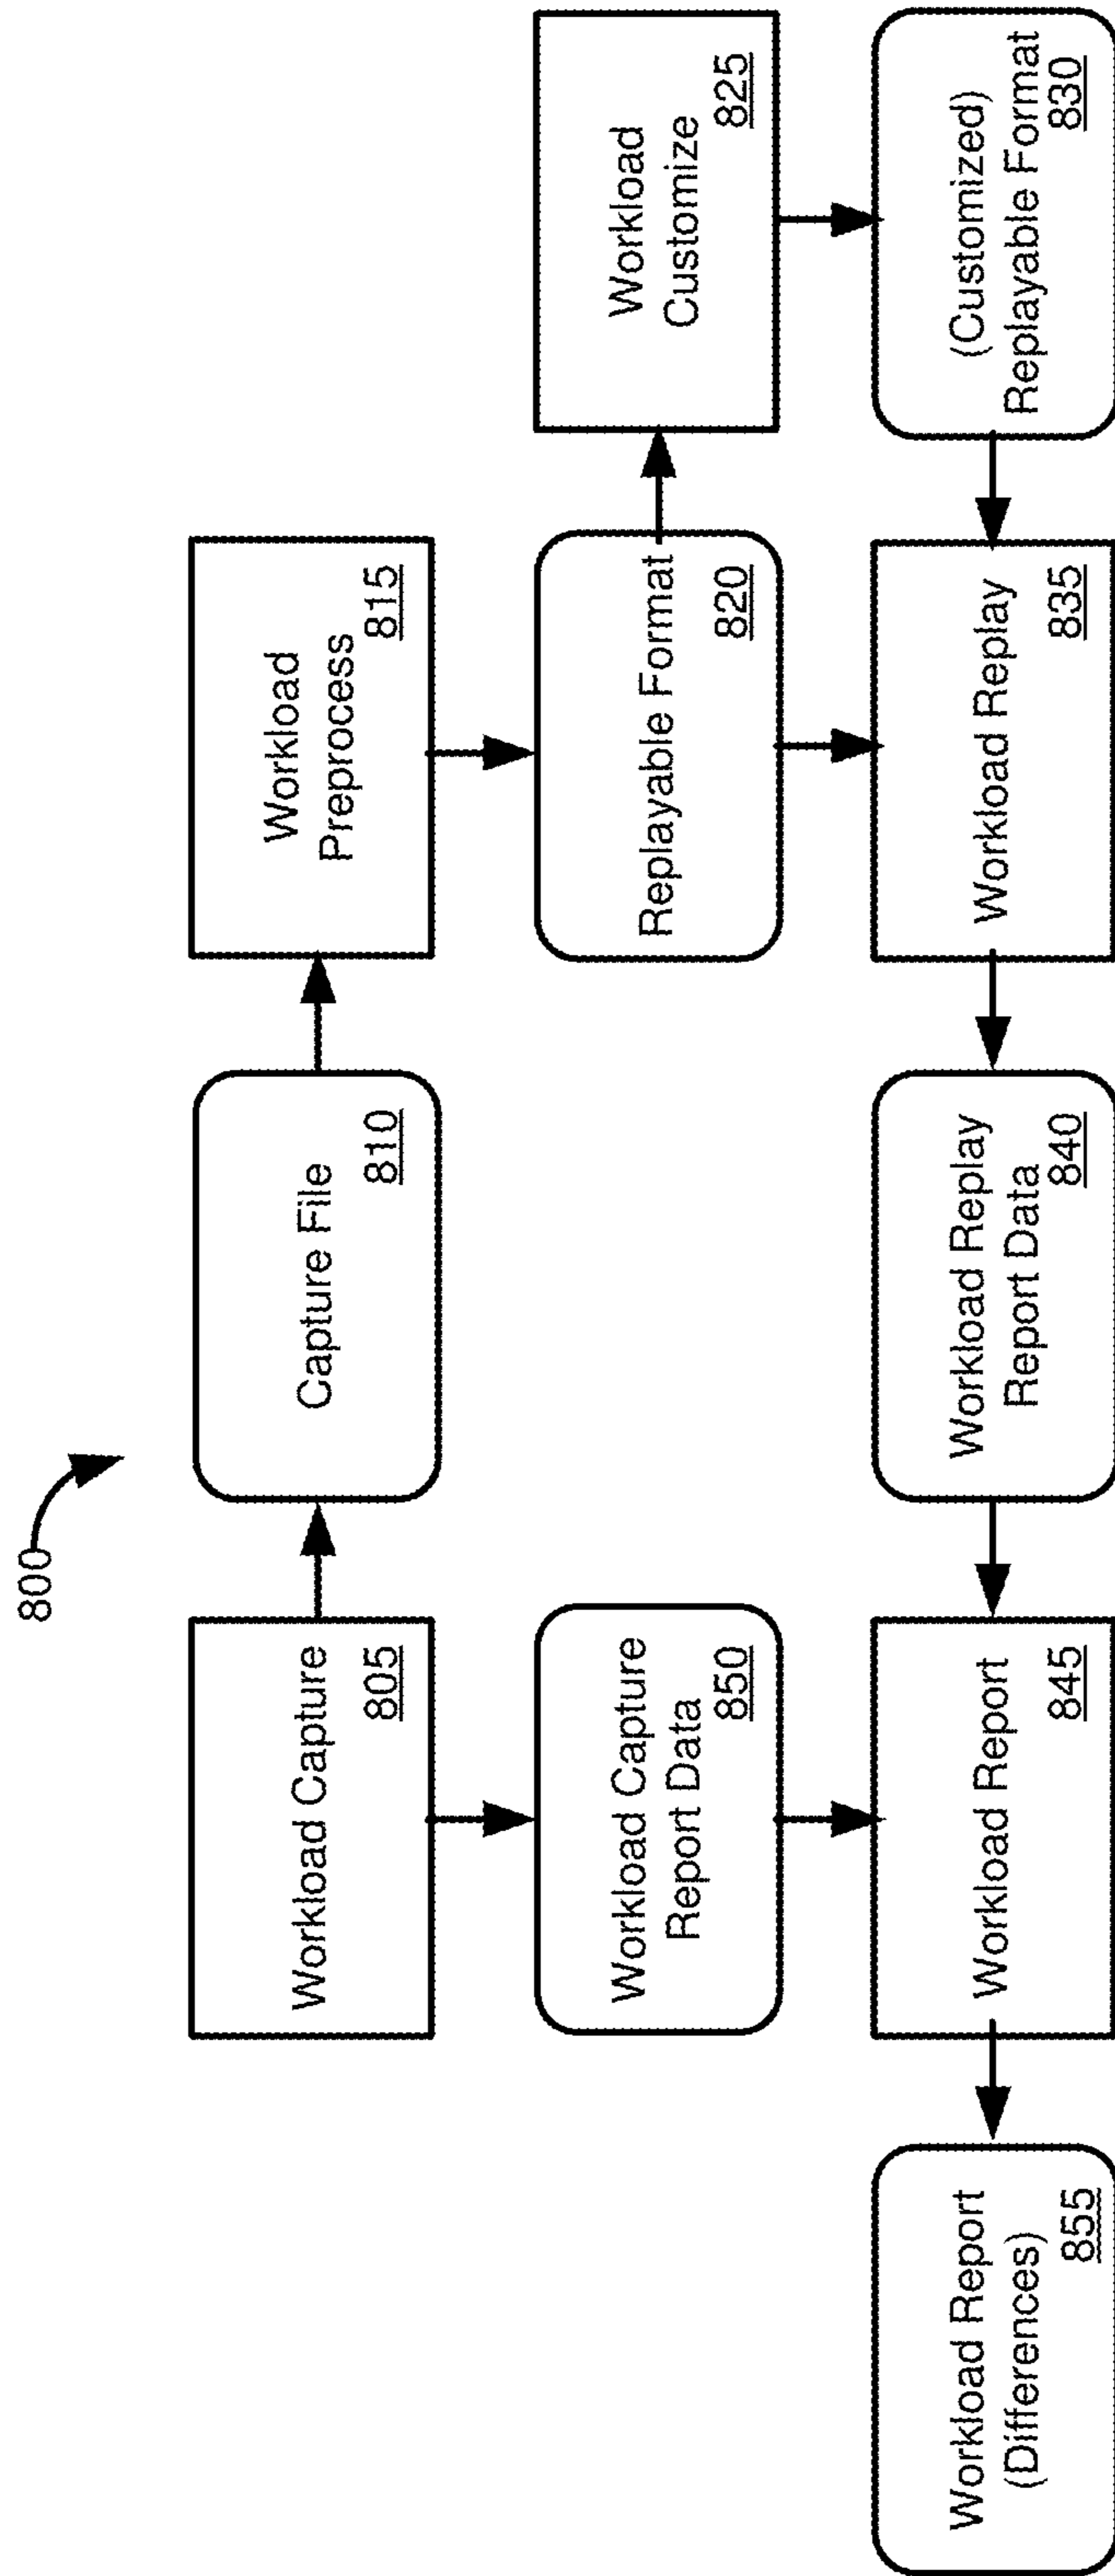 800
Workload Capture
805
Capture File
810
Workload
Preprocess
815
Workload Capture
Report Data
850
Replayable Format
820
Workload
Customize
825
Workload Report
(Differences)
855
Workload Report
845
Workload Replay
Report Data
840
Workload Replay
835
(Customized)
Replayable Format
830